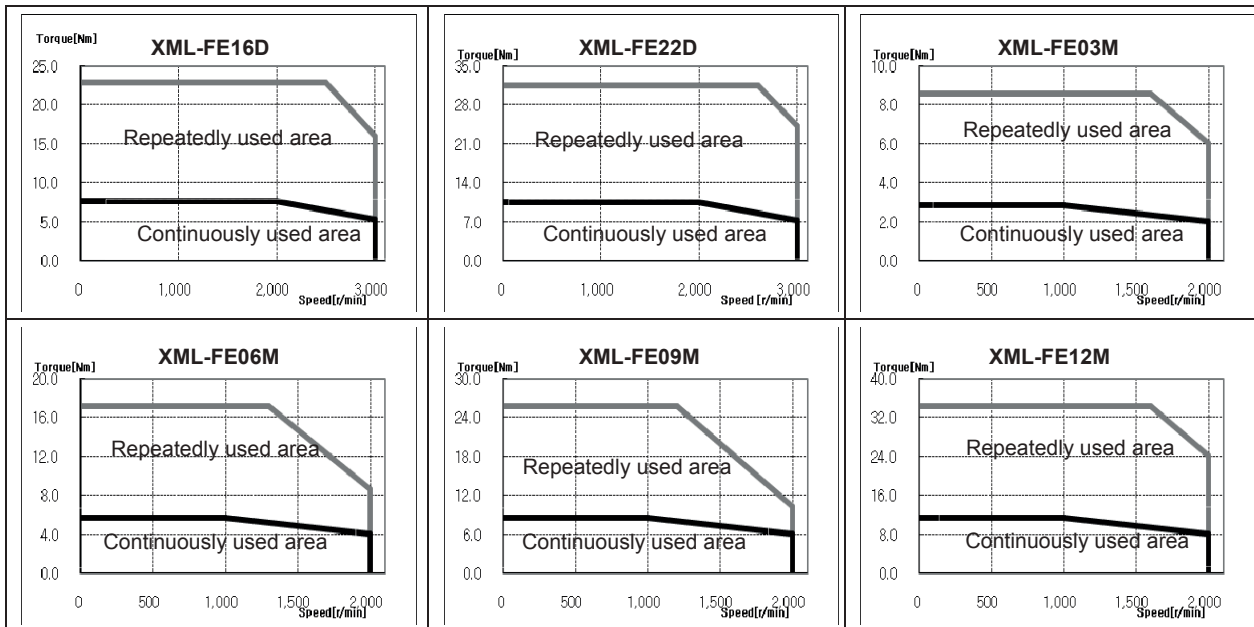 XML-FE16D
Torque[Nm]
25.0
20.0
15.0
10.0
5.0
0.0
Repeatedly used area
Continuously used area
0 1,000 2,000 3,000
Speed[r/min]
XML-FE22D
Torque[Nm]
35.0
28.0
21.0
14.0
7.0
0.0
Repeatedly used area
Continuously used area
0 1,000 2,000 3,000
Speed [r/min]
XML-FE03M
Torque[Nm]
10.0
8.0
6.0
4.0
2.0
0.0
Repeatedly used area
Continuously used area
0 500 1,000 1,500 2,000
Speed[r/min]
XML-FE06M
Torque[Nm]
20.0
16.0
12.0
8.0
4.0
0.0
Repeatedly used area
Continuously used area
0 500 1,000 1,500 2,000
Speed[r/min]
XML-FE09M
Torque[Nm]
30.0
24.0
18.0
12.0
6.0
0.0
Repeatedly used area
Continuously used area
0 500 1,000 1,500 2,000
Speed[r/min]
XML-FE12M
Torque[Nm]
40.0
32.0
24.0
16.0
8.0
0.0
Repeatedly used area
Continuously used area
0 500 1,000 1,500 2,000
Speed[r/min]